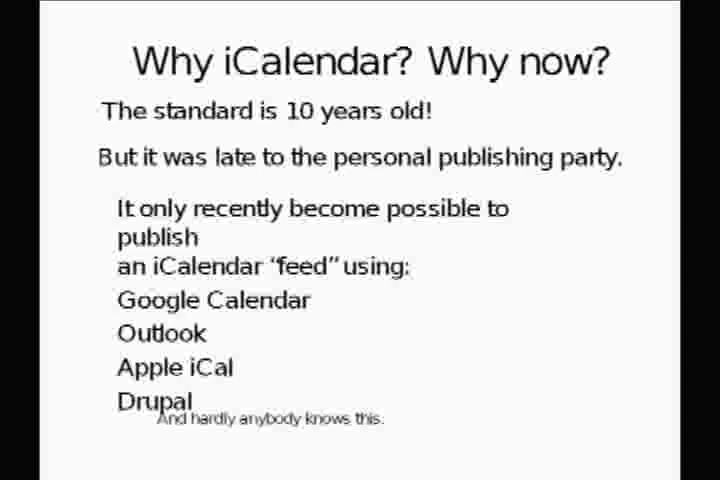 Why iCalendar? Why now?
The standard is 10 years old!
But it was late to the personal publishing party.
It only recently become possible to
publish
an iCalendar “feed” using:
Google Calendar
Outlook
Apple iCal
Drupal
And hardly anybody knows this.